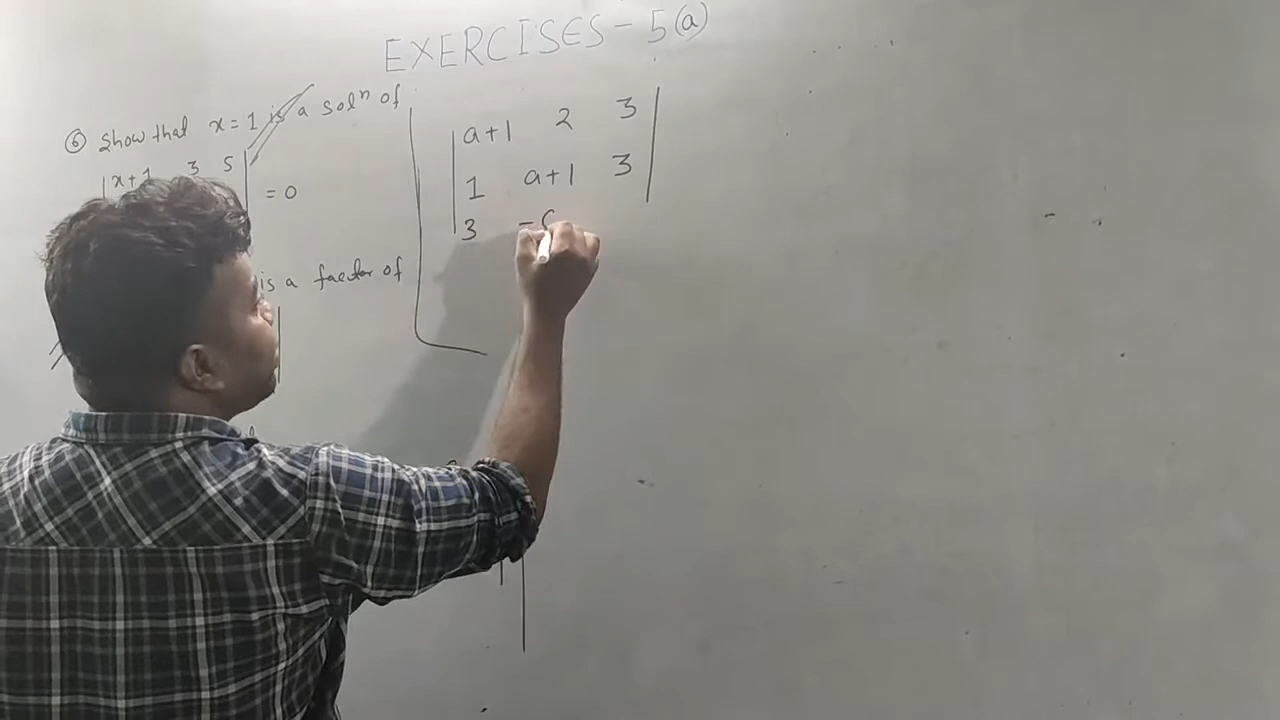 EXERCISES - 5(a)
⑥ Show that x = 1 is a solⁿ of
x+1 3 5
= 0
is a factor of
a+1 2 3
1 a+1 3
3 -